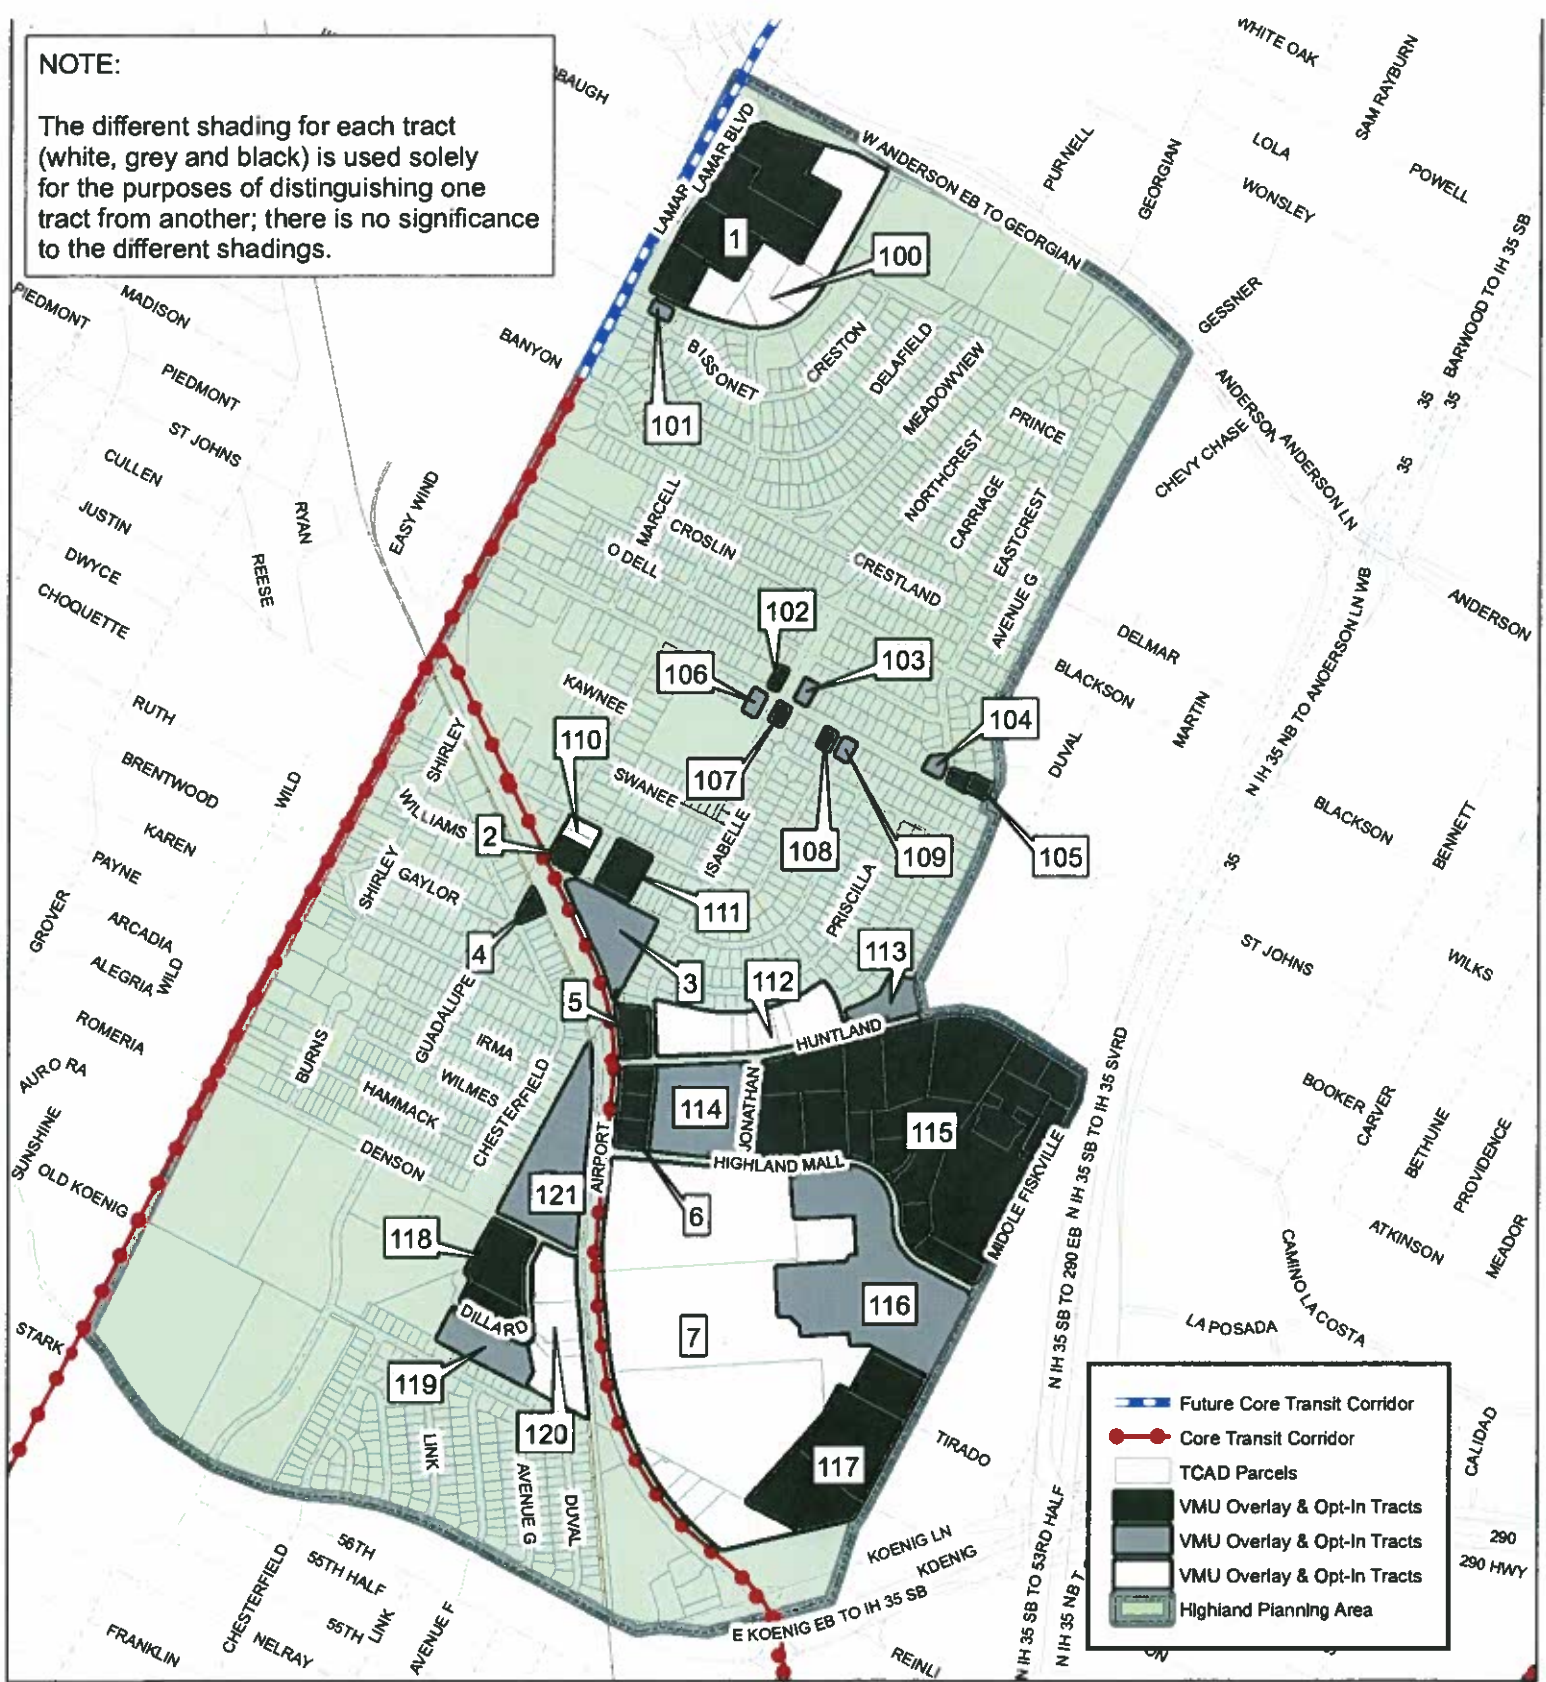 NOTE:
The different shading for each tract
(white, grey and black) is used solely
for the purposes of distinguishing one
tract from another; there is no significance
to the different shadings.
BAUGH
WHITE OAK
SAM RAYBURN
LAMAR BLVD
LAMAR
W ANDERSON EB TO GEORGIAN
PURNELL
GEORGIAN
LOLA
WONSLEY
POWELL
1
100
101
PIEDMONT
MADISON
BANYON
BISSONET
CRESTON
DELAFIELD
MEADOWVIEW
GESSNER
BARWOOD TO IH 35 SB
35
35
35
PIEDMONT
ST JOHNS
CULLEN
JUSTIN
DWYCE
CHOQUETTE
RYAN
REESE
EASY WIND
MARCELL
CROSLIN
O DELL
NORTHCREST
CARRIAGE
EASTCREST
PRINCE
ANDERSON
ANDERSON LN
CHEVY CHASE
CRESTLAND
AVENUE G
N IH 35 NB TO ANDERSON LN WB
ANDERSON
102
103
106
107
104
105
108
109
DELMAR
BLACKSON
MARTIN
DUVAL
RUTH
BRENTWOOD
KAREN
PAYNE
ARCADIA
ALEGRIA
ROMERIA
WILD
WILD
GROVER
SHIRLEY
KAWNEE
110
SWANEE
ISABELLE
WILLIAMS
SHIRLEY
GAYLOR
2
4
111
PRISCILLA
3
113
112
5
HUNTLAND
BLACKSON
BENNETT
35
ST JOHNS
WILKS
AURO RA
SUNSHINE
OLD KOENIG
BURNS
GUADALUPE
IRMA
WILMES
HAMMACK
CHESTERFIELD
DENSON
114
JONATHAN
115
HIGHLAND MALL
AIRPORT
121
6
MIDDLE FISKVILLE
N IH 35 SB TO IH 35 SVRD
N IH 35 SB TO 290 EB
BOOKER
CARVER
BETHUNE
PROVIDENCE
ATKINSON
MEADOR
118
116
CAMINO LA COSTA
LA POSADA
DILLARD
7
STARK
119
120
LINK
AVENUE G
DUVAL
117
TIRADO
CALIDAD
Future Core Transit Corridor
Core Transit Corridor
TCAD Parcels
VMU Overlay & Opt-In Tracts
VMU Overlay & Opt-In Tracts
VMU Overlay & Opt-In Tracts
Highland Planning Area
290
290 HWY
56TH
55TH HALF
55TH
LINK
CHESTERFIELD
NELRAY
AVENUE F
FRANKLIN
KOENIG LN
KOENIG
E KOENIG EB TO IH 35 SB
REINLI
N IH 35 SB TO 53RD HALF
N IH 35 NB T
ON